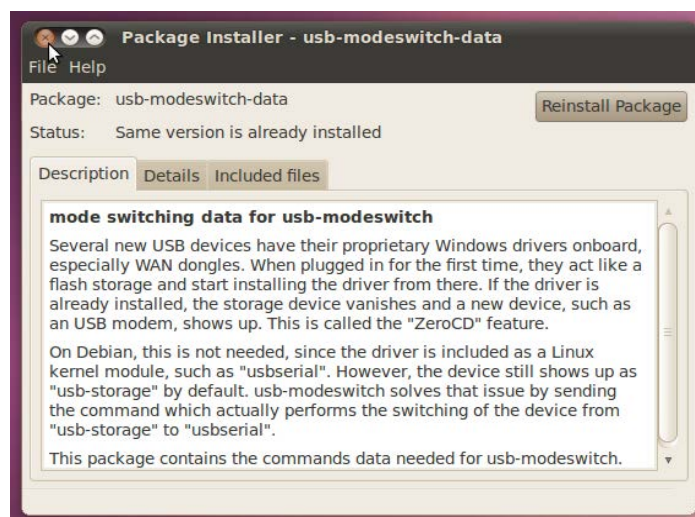 Package Installer - usb-modeswitch-data
File Help
Package: usb-modeswitch-data
Reinstall Package
Status: Same version is already installed
Description Details Included files
mode switching data for usb-modeswitch
Several new USB devices have their proprietary Windows drivers onboard,
especially WAN dongles. When plugged in for the first time, they act like a
flash storage and start installing the driver from there. If the driver is
already installed, the storage device vanishes and a new device, such as
an USB modem, shows up. This is called the "ZeroCD" feature.
On Debian, this is not needed, since the driver is included as a Linux
kernel module, such as "usbserial". However, the device still shows up as
"usb-storage" by default. usb-modeswitch solves that issue by sending
the command which actually performs the switching of the device from
"usb-storage" to "usbserial".
This package contains the commands data needed for usb-modeswitch.